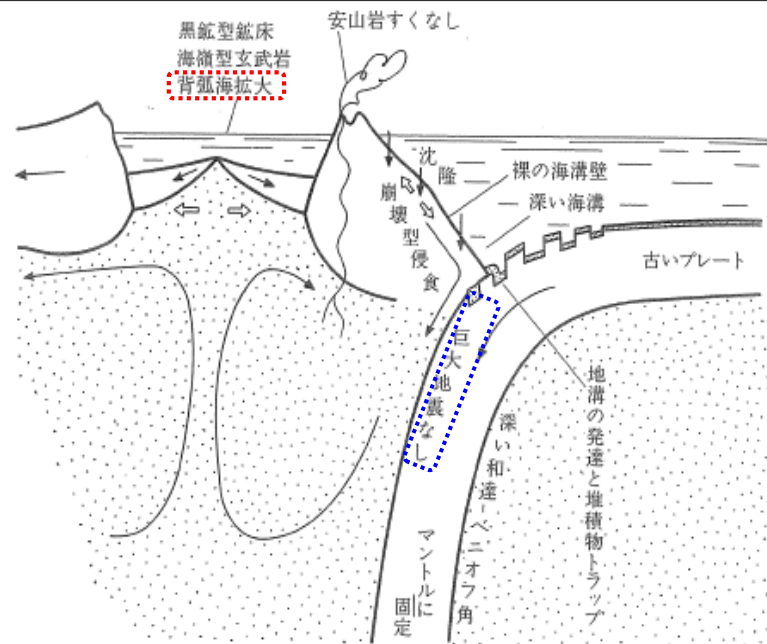 安山岩すくなし
黒鉱型鉱床
海嶺型玄武岩
背弧海拡大
沈
隆
裸の海溝壁
深い海溝
崩壊型侵食
古いプレート
巨大地震なし
地溝の発達と堆積物トラップ
深い和達-ベニオフ角
マントルに
固定